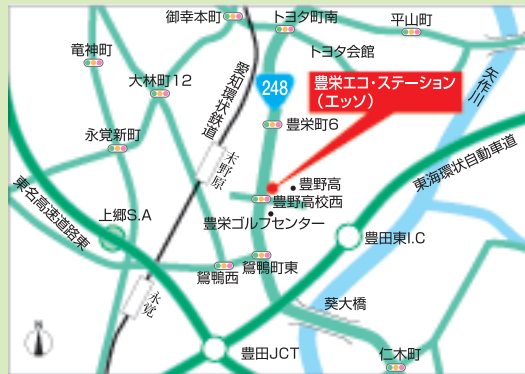 御幸本町
トヨタ町南
平山町
竜神町
トヨタ会館
大林町12
愛知環状鉄道
248
豊栄エコ・ステーション
（エッソ）
矢作川
永覚新町
豊栄町6
末野原
豊野高
東海環状自動車道
豊野高校西
東名高速道路東
上郷S.A
豊栄ゴルフセンター
豊田東I.C
鴛鴨町東
鴛鴨西
永覚
葵大橋
豊田JCT
仁木町
N